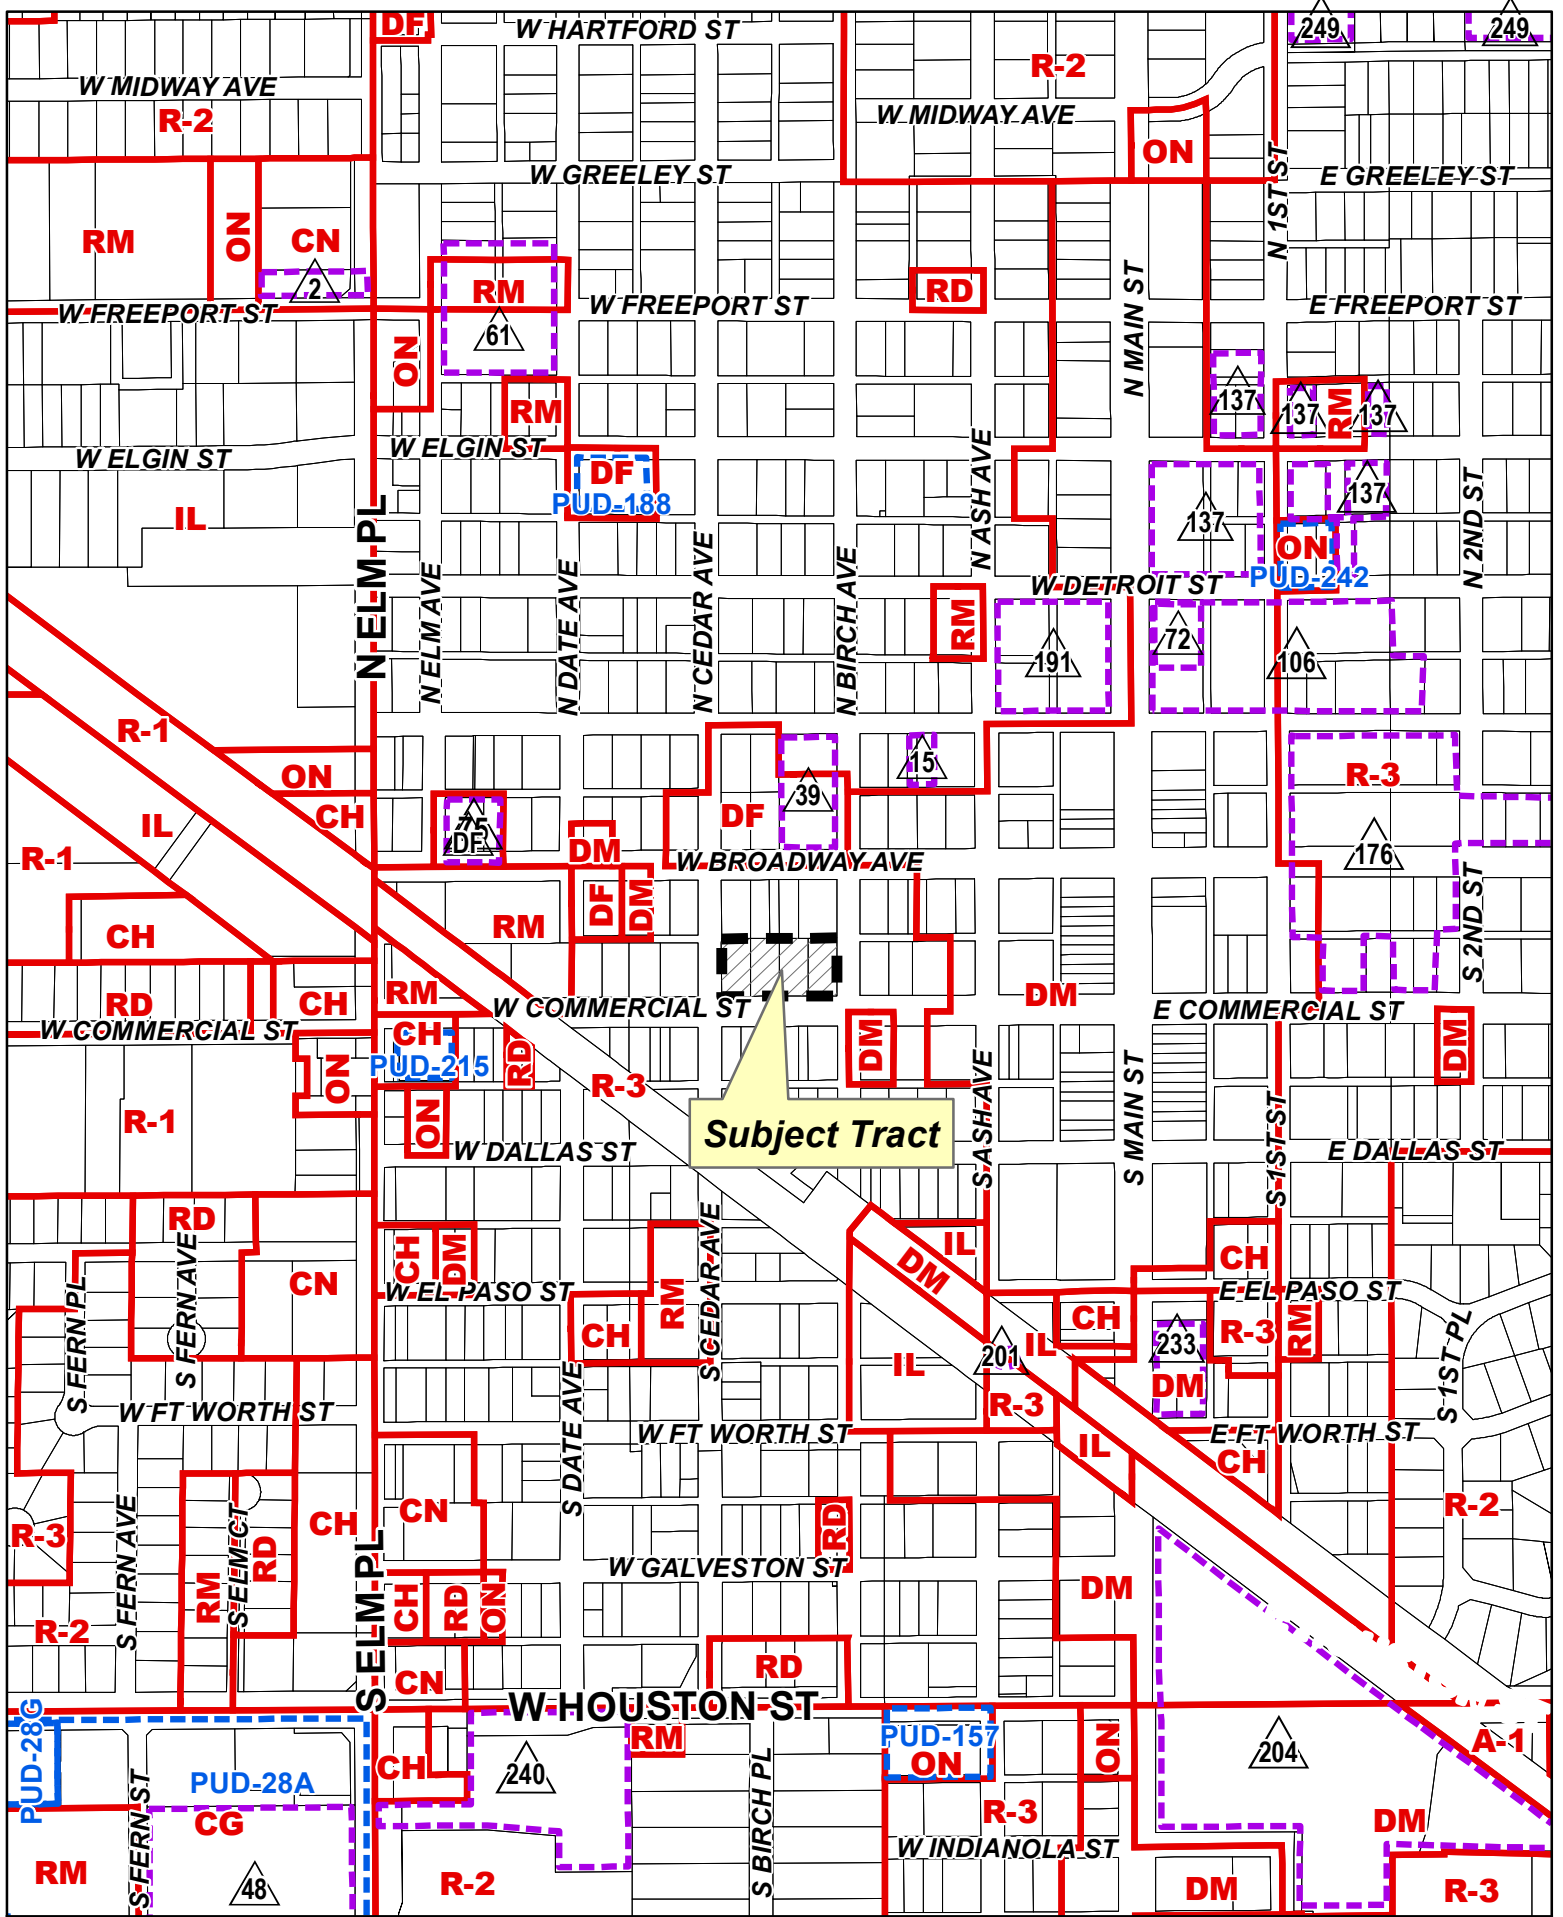 249
249
DF
W HARTFORD ST
R-2
W MIDWAY AVE
W MIDWAY AVE
R-2
ON
W GREELEY ST
E GREELEY ST
N 1ST ST
RM
ON
CN
2
RM
RD
W FREEPORT ST
W FREEPORT ST
E FREEPORT ST
61
N MAIN ST
ON
RM
137
137
RM
137
W ELGIN ST
W ELGIN ST
DF
PUD-188
137
137
IL
N ELM PL
N ASH AVE
N 2ND ST
ON
PUD-242
W DETROIT ST
N ELM AVE
N DATE AVE
N CEDAR AVE
N BIRCH AVE
RM
191
72
106
R-1
ON
CH
IL
R-1
15
39
R-3
DF
75
DF
DM
W BROADWAY AVE
176
DF
DM
RM
CH
S 2ND ST
RM
CH
RD
W COMMERCIAL ST
W COMMERCIAL ST
DM
E COMMERCIAL ST
CH
PUD-215
RD
DM
DM
ON
R-3
R-1
ON
Subject Tract
W DALLAS ST
S ASH AVE
S MAIN ST
S 1ST ST
E DALLAS ST
RD
S FERN AVE
S FERN PL
CN
CH
DM
W EL PASO ST
RM
S CEDAR AVE
CH
IL
DM
CH
E EL PASO ST
CH
IL
201
233
R-3
RM
DM
IL
R-3
S 1ST PL
S DATE AVE
W FT WORTH ST
W FT WORTH ST
E FT WORTH ST
IL
CH
R-2
R-3
S FERN AVE
CH
CN
RD
RM
S ELM CT
RD
S ELM PL
W GALVESTON ST
CH
RD
ON
DM
R-2
CN
RD
W HOUSTON ST
PUD-28G
PUD-28A
CH
240
RM
PUD-157
ON
ON
204
A-1
S BIRCH PL
S FERN ST
CG
R-3
DM
W INDIANOLA ST
RM
48
R-2
DM
R-3